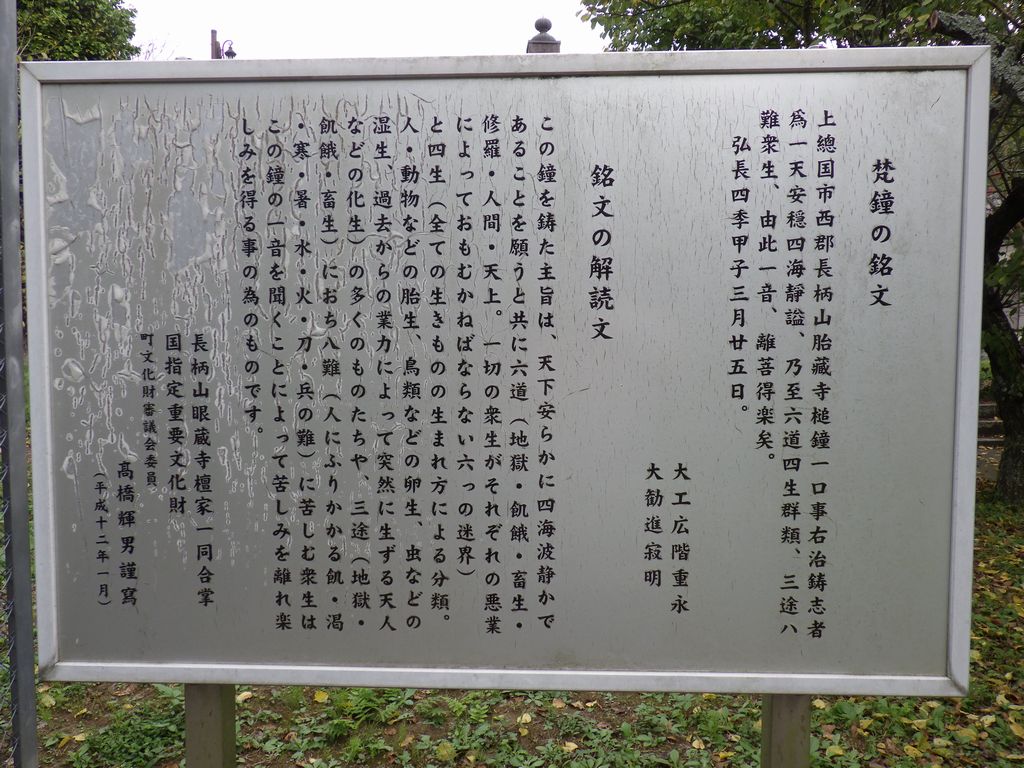 梵鐘の銘文
上總国市西郡長柄山胎藏寺槌鐘一口事右治鋳志者
為一天安穏四海靜謐、乃至六道四生群類、三途八
難衆生、由此一音、離菩得楽矣。
弘長四季甲子三月廿五日。
大工広階重永
大勧進寂明
銘文の解読文
この鐘を鋳た主旨は、天下安らかに四海波静かで
あることを願うと共に六道（地獄・飢餓・畜生・
修羅・人間・天上。一切の衆生がそれぞれの悪業
によっておもむかねばならない六っの迷界）
と四生（全ての生きものの生まれ方による分類。
人・動物などの胎生、鳥類などの卵生、虫などの
湿生、過去からの業力によって突然に生ずる天人
などの化生）の多くのものたちや、三途（地獄・
飢餓・畜生）におち八難（人にふりかかる飢・渇
・寒・暑・水・火・刀・兵の難）に苦しむ衆生は
この鐘の一音を聞くことによって苦しみを離れ楽
しみを得る事の為のものです。
長柄山眼蔵寺檀家一同合掌
国指定重要文化財
町文化財審議会委員
髙橋輝男謹寫
（平成十二年一月）